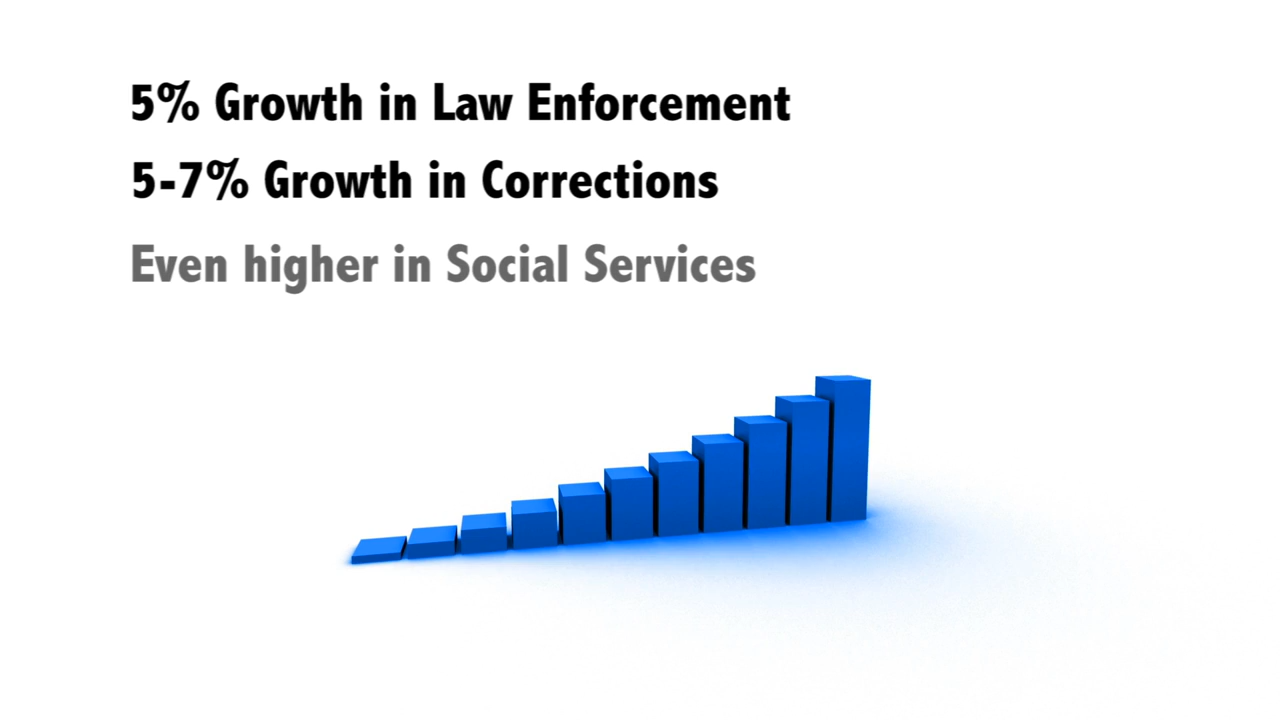 5% Growth in Law Enforcement
5-7% Growth in Corrections
Even higher in Social Services